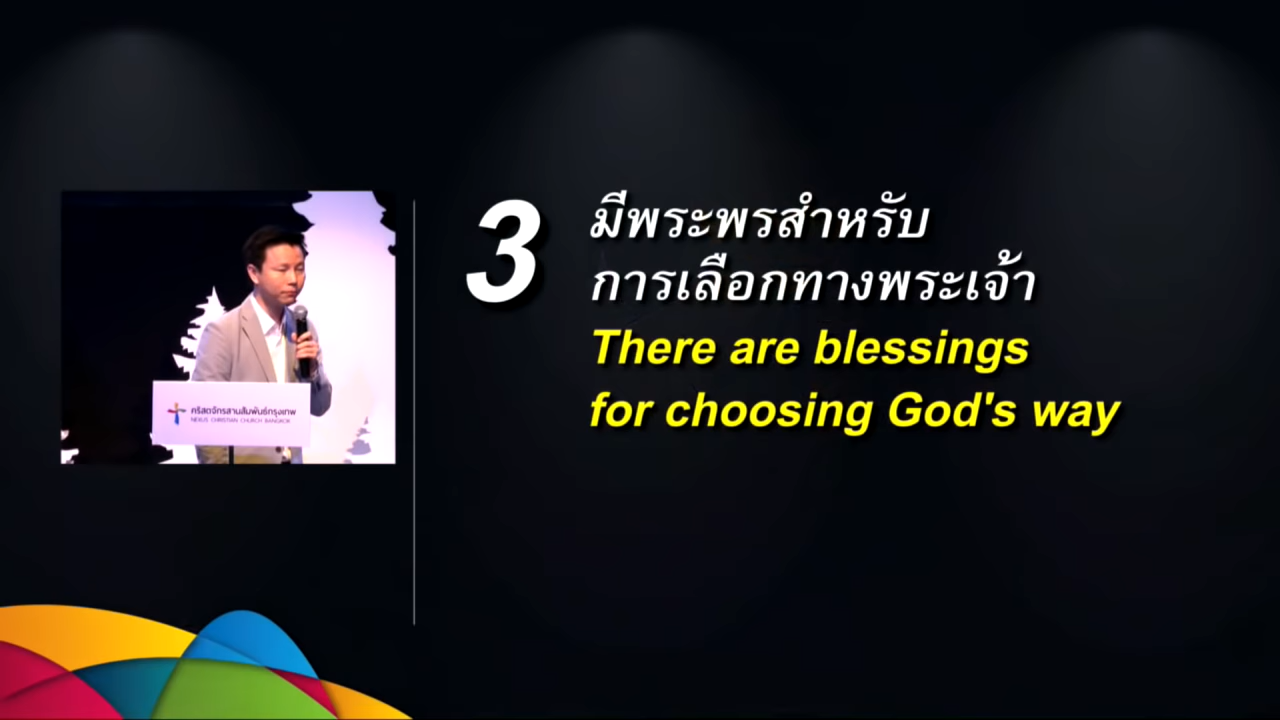 3
มีพระพรสำหรับ
การเลือกทางพระเจ้า
There are blessings
for choosing God's way
คริสตจักรสานสัมพันธ์กรุงเทพ
NEXUS CHRISTIAN CHURCH BANGKOK